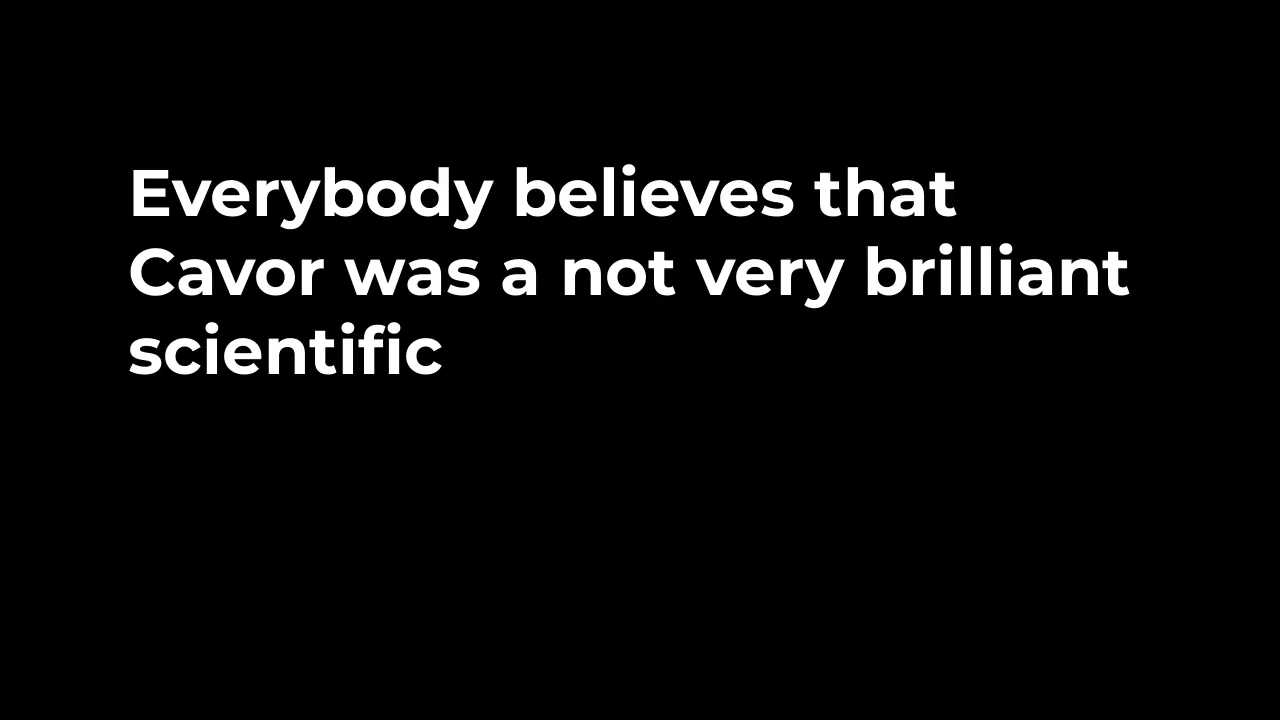 Everybody believes that
Cavor was a not very brilliant
scientific